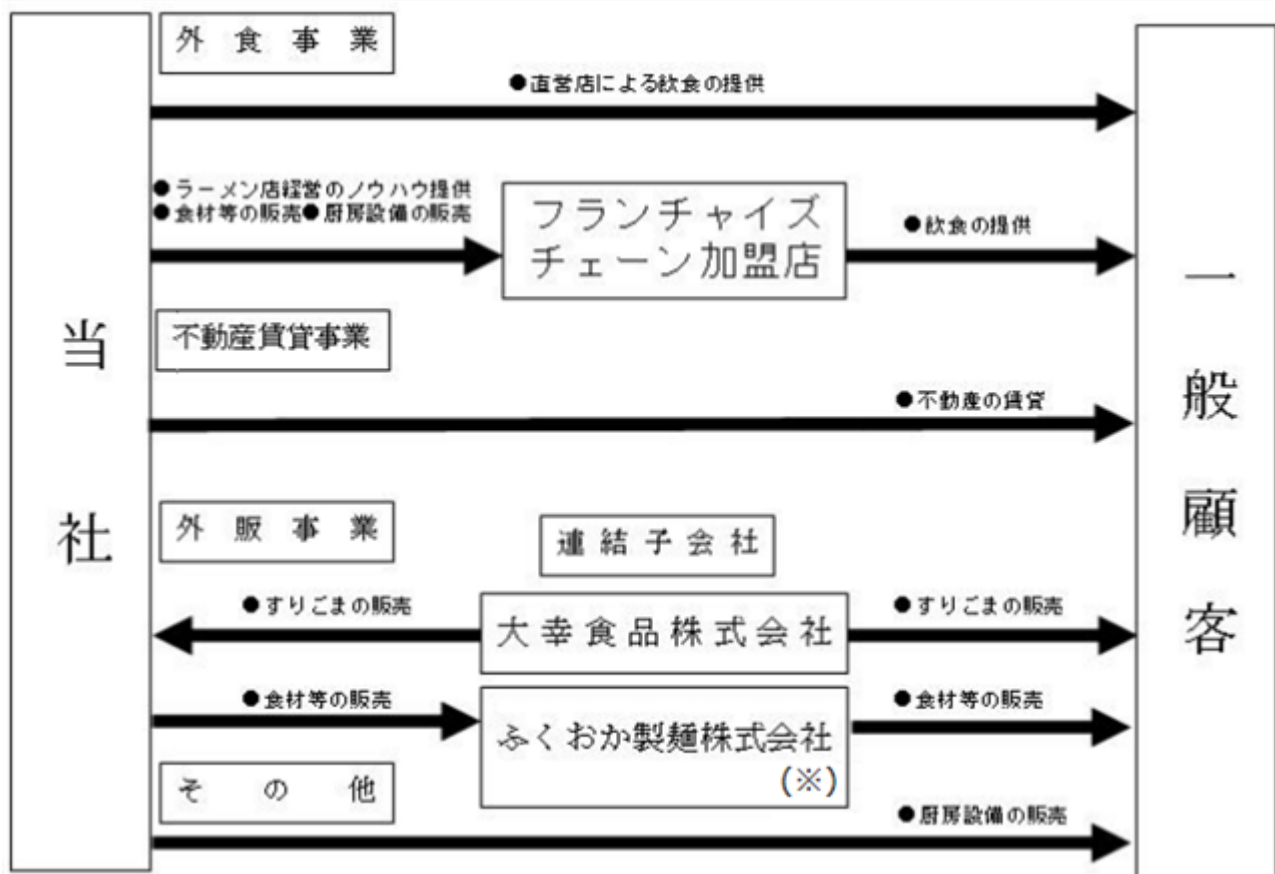 外食事業
●直営店による飲食の提供
●ラーメン店経営のノウハウ提供
●食材等の販売●厨房設備の販売
フランチャイズ
チェーン加盟店
●飲食の提供
当社
一般顧客
不動産賃貸事業
●不動産の賃貸
外販事業
連結子会社
●すりごまの販売
大幸食品株式会社
●すりごまの販売
●食材等の販売
ふくおか製麺株式会社
(※)
●食材等の販売
その他
●厨房設備の販売